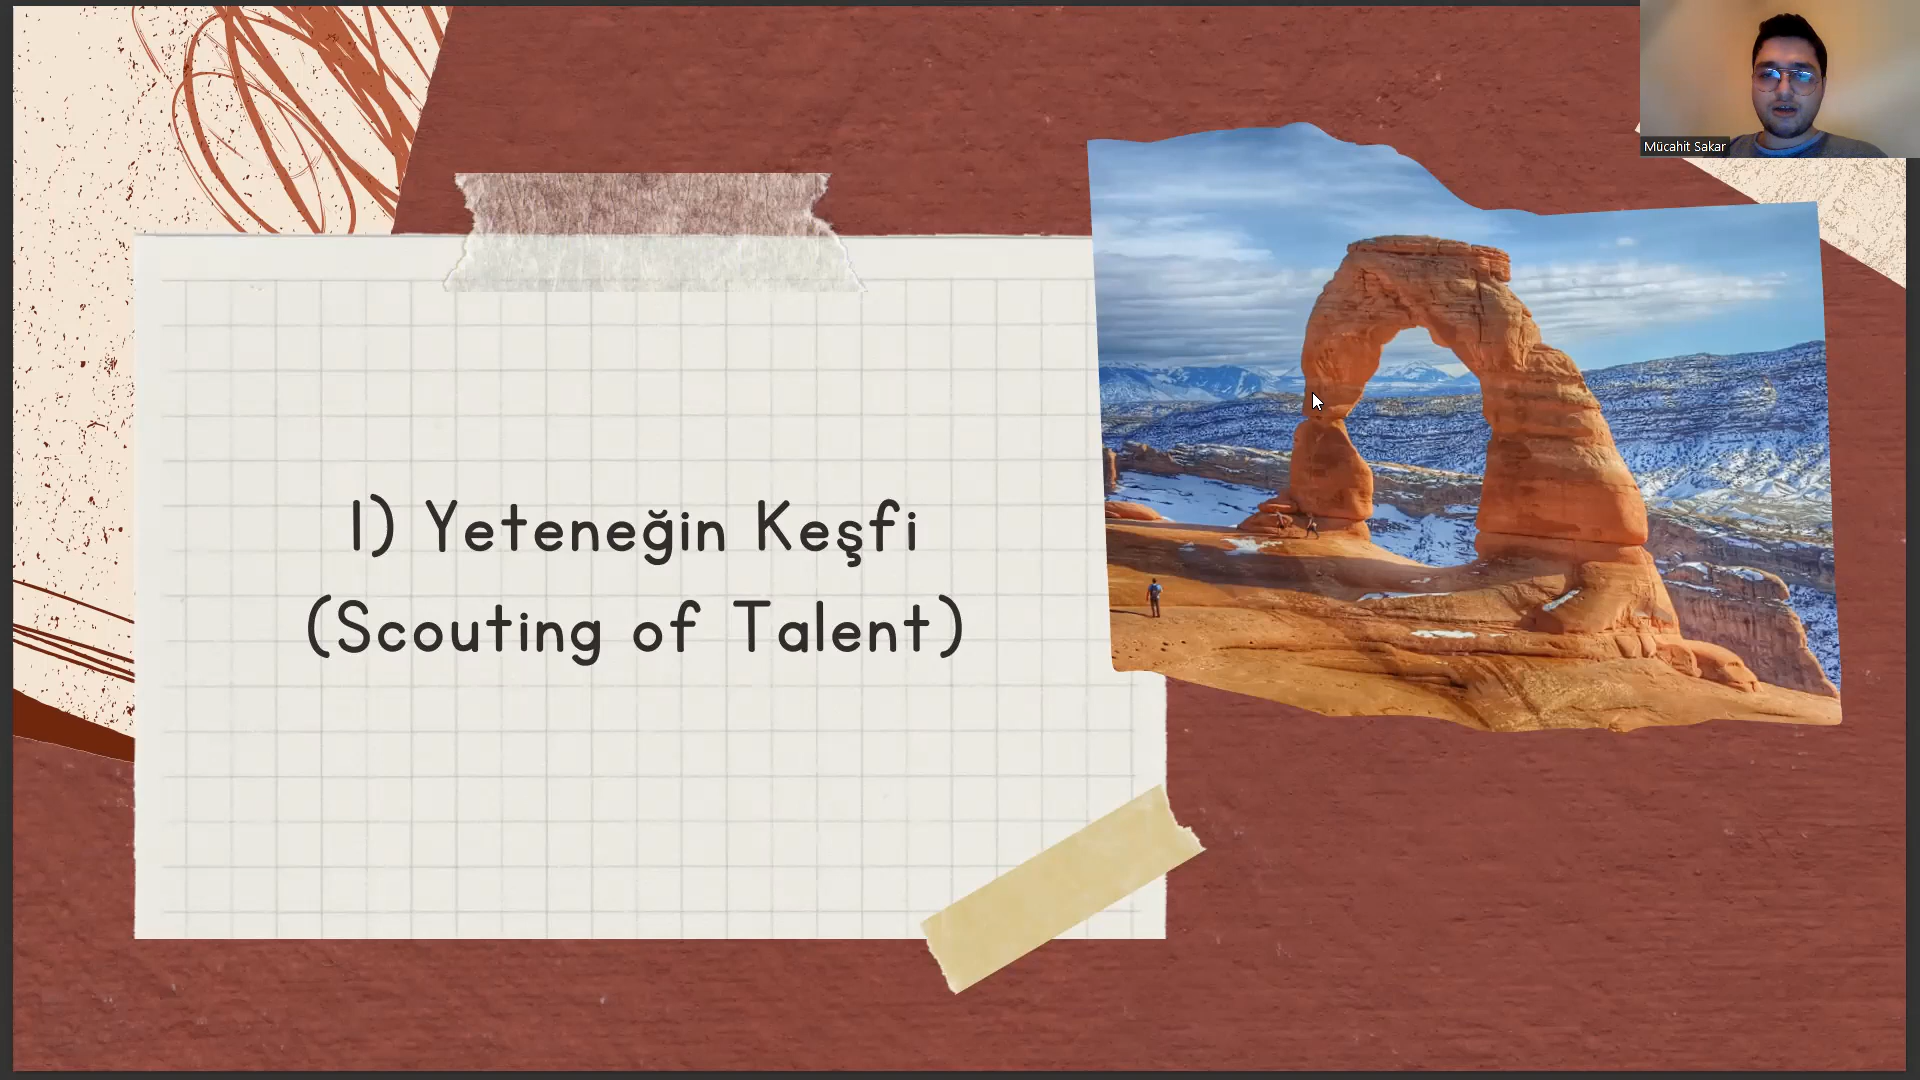 1) Yeteneğin Keşfi
(Scouting of Talent)
Mücahit Sakar